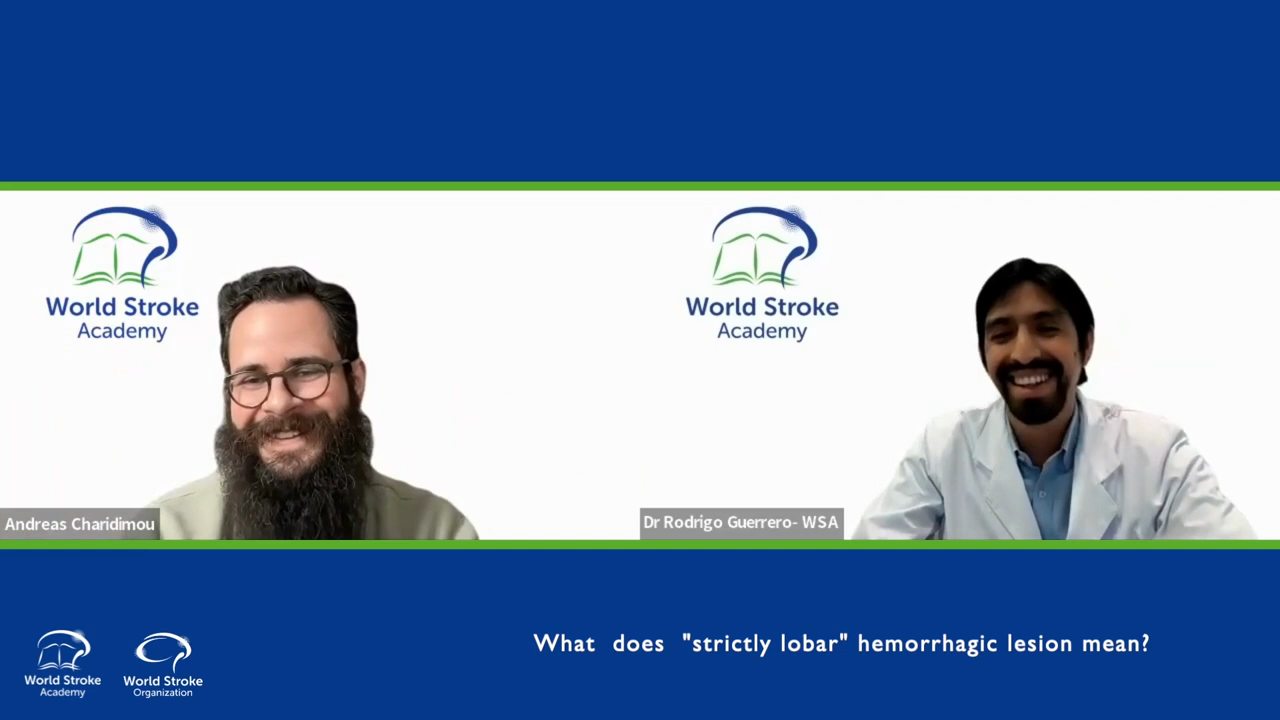 World Stroke
Academy
World Stroke
Academy
Andreas Charidimou
Dr Rodrigo Guerrero- WSA
What does "strictly lobar" hemorrhagic lesion mean?
World Stroke
Academy
World Stroke
Organization